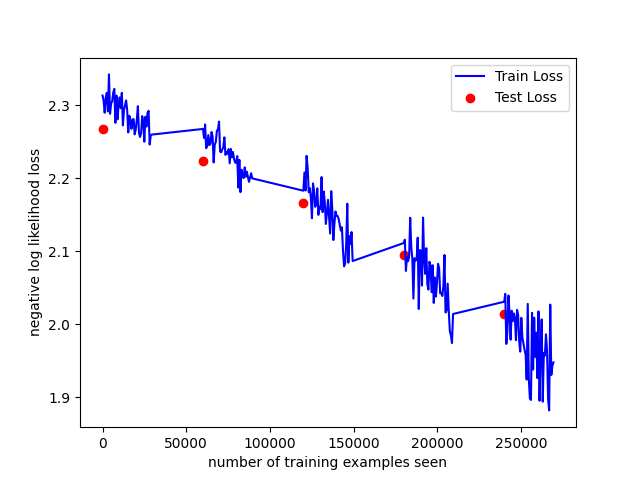 Train Loss
Test Loss
2.3
2.2
2.1
2.0
1.9
negative log likelihood loss
0
50000
100000
150000
200000
250000
number of training examples seen